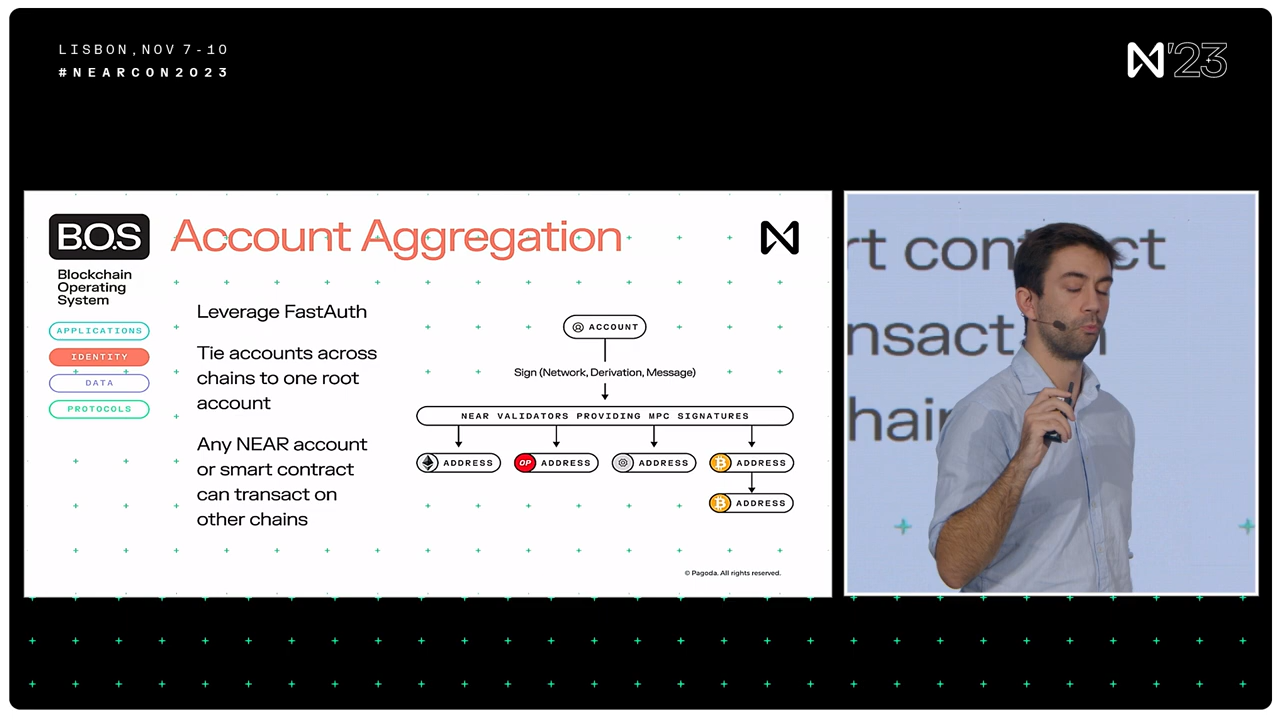 LISBON, NOV 7-10
#NEARCON2023
'23
B.O.S
Blockchain
Operating
System
APPLICATIONS
IDENTITY
DATA
PROTOCOLS
Account Aggregation
Leverage FastAuth
Tie accounts across
chains to one root
account
Any NEAR account
or smart contract
can transact on
other chains
ACCOUNT
Sign (Network, Derivation, Message)
NEAR VALIDATORS PROVIDING MPC SIGNATURES
ADDRESS
OP ADDRESS
ADDRESS
ADDRESS
ADDRESS
© Pagoda. All rights reserved.
rt con ct
nsact n
hain